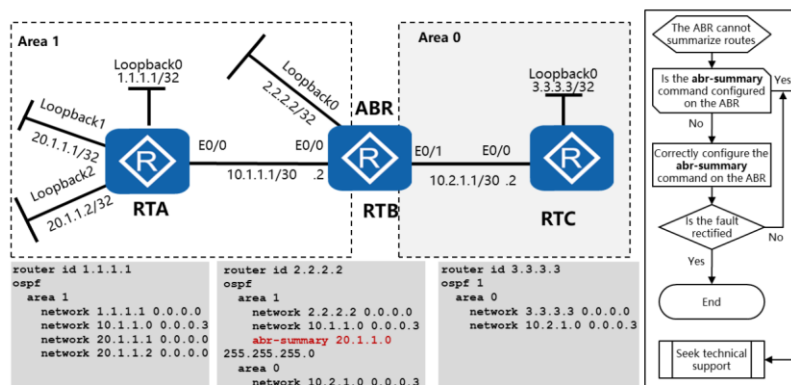 Area 1
Loopback0
1.1.1.1/32
Loopback1
20.1.1.1/32
Loopback2
20.1.1.2/32
E0/0
RTA
10.1.1.1/30
Loopback0
2.2.2.2/32
ABR
E0/0
.2
E0/1
RTB
Area 0
Loopback0
3.3.3.3/32
E0/0
10.2.1.1/30
.2
RTC
router id 1.1.1.1
ospf
area 1
network 1.1.1.1 0.0.0.0
network 10.1.1.0 0.0.0.3
network 20.1.1.1 0.0.0.0
network 20.1.1.2 0.0.0.0
router id 2.2.2.2
ospf
area 1
network 2.2.2.2 0.0.0.0
network 10.1.1.0 0.0.0.3
abr-summary 20.1.1.0
255.255.255.0
area 0
network 10.2.1.0 0.0.0.3
router id 3.3.3.3
ospf 1
area 0
network 3.3.3.3 0.0.0.0
network 10.2.1.0 0.0.0.3
The ABR cannot
summarize routes
Is the abr-summary
command configured
on the ABR
Yes
No
Correctly configure the
abr-summary
command on the ABR
Is the fault
rectified
No
Yes
End
Seek technical
support
R
R
R